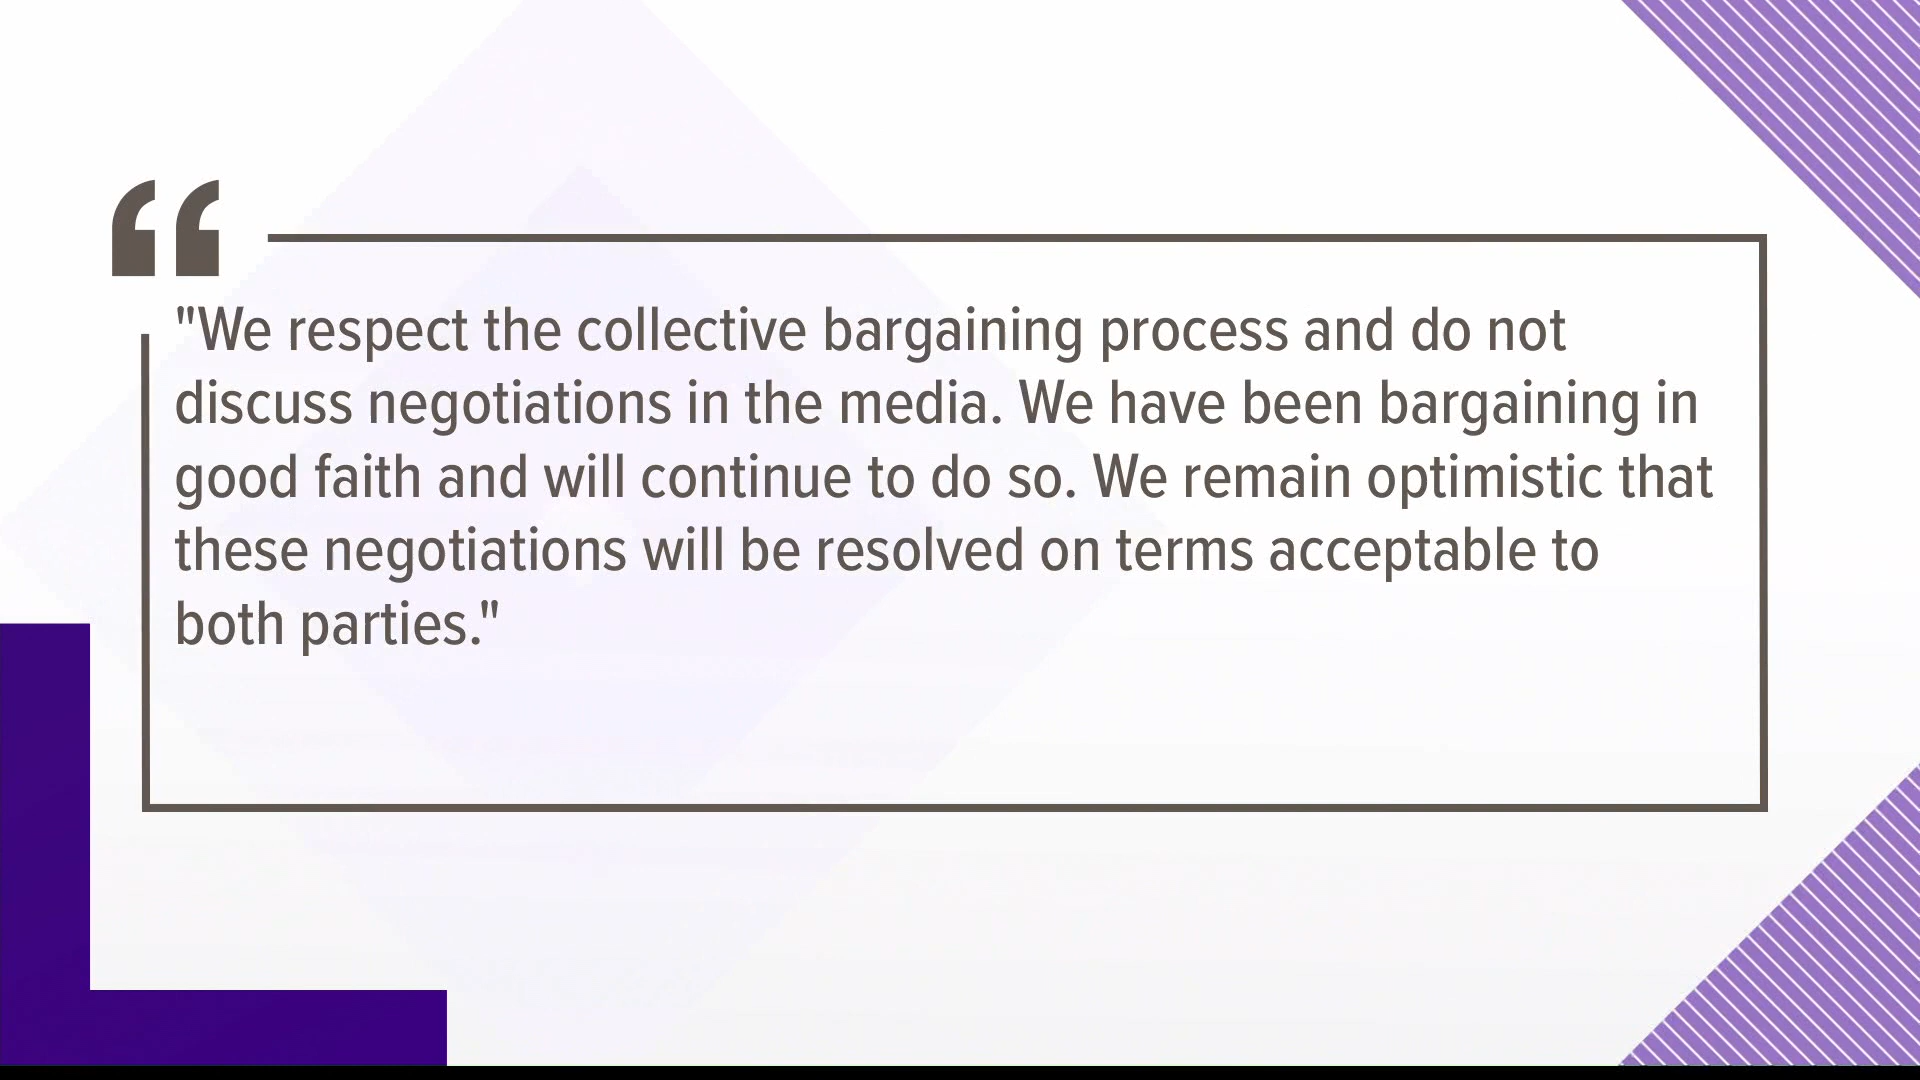 "We respect the collective bargaining process and do not
discuss negotiations in the media. We have been bargaining in
good faith and will continue to do so. We remain optimistic that
these negotiations will be resolved on terms acceptable to
both parties."